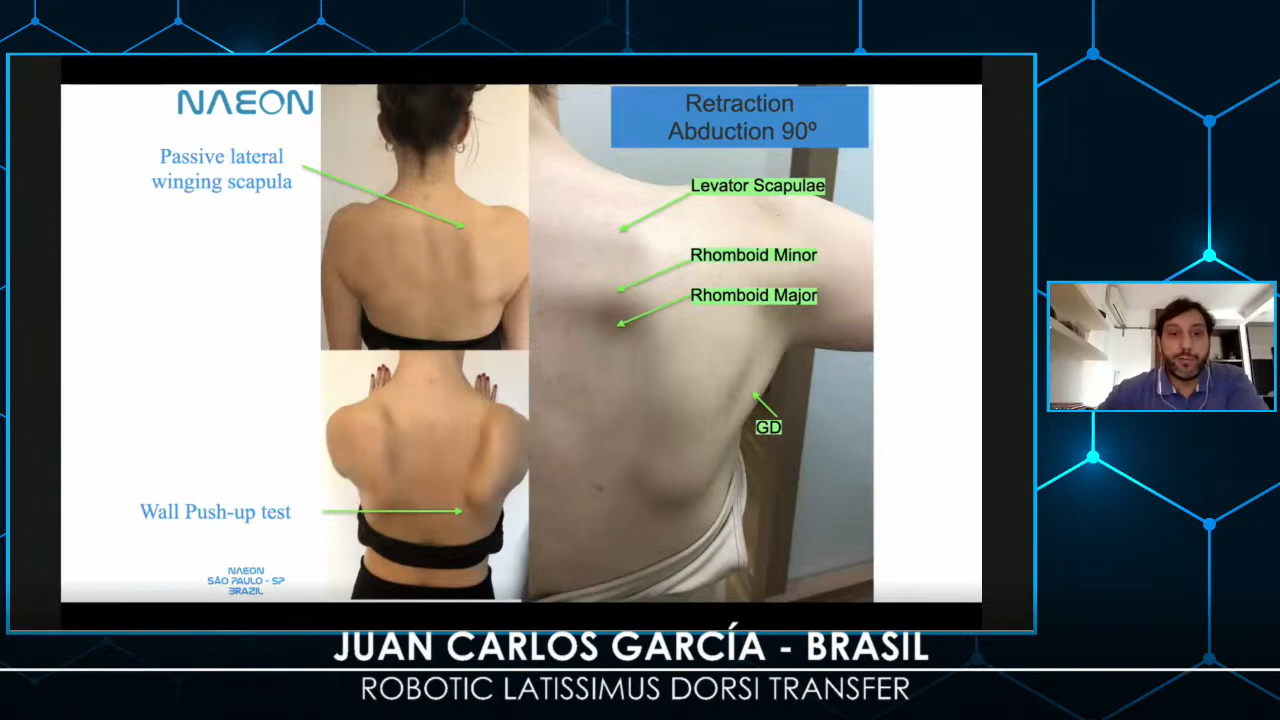 NAEON
Passive lateral
winging scapula
Wall Push-up test
NAEON
SÃO PAULO - SP
BRAZIL
Retraction
Abduction 90º
Levator Scapulae
Rhomboid Minor
Rhomboid Major
GD
JUAN CARLOS GARCÍA - BRASIL
ROBOTIC LATISSIMUS DORSI TRANSFER